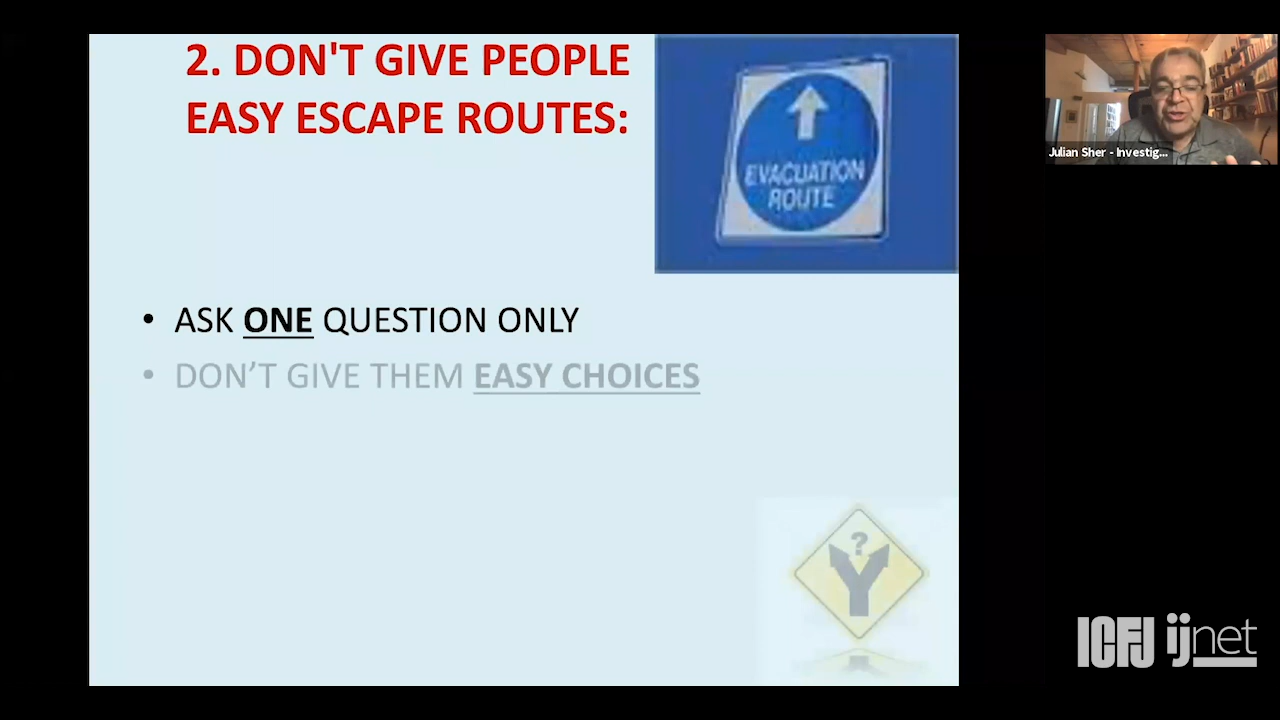 2. DON'T GIVE PEOPLE
EASY ESCAPE ROUTES:
EVACUATION
ROUTE
• ASK ONE QUESTION ONLY
• DON’T GIVE THEM EASY CHOICES
?
Julian Sher - Investig...
ICFJ ijnet